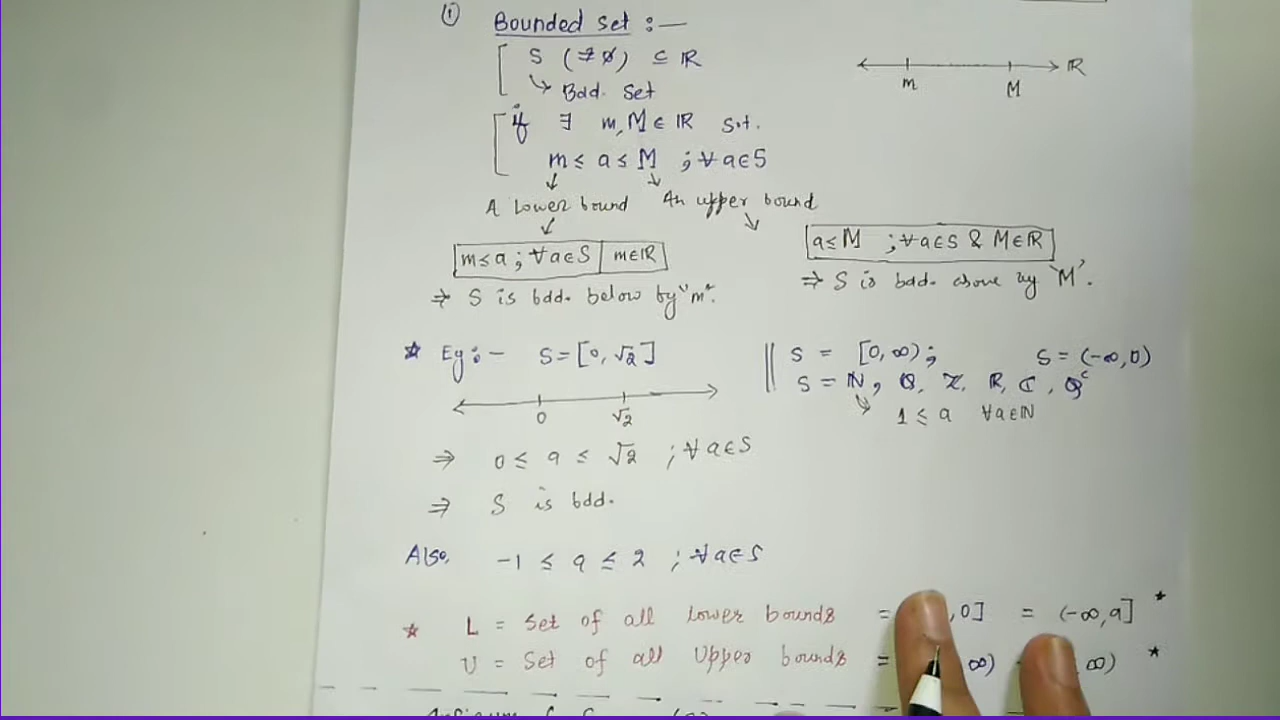 ① Bounded Set :—
S (≠ ∅) ⊆ ℝ
↳ Bdd. Set
if ∃ m, M ∈ ℝ s.t.
m ≤ a ≤ M ; ∀ a∈S
A Lower bound An upper bound
m ≤ a ; ∀a∈S | m∈ℝ
⇒ S is bdd. below by "m".
a ≤ M ; ∀a∈S & M∈ℝ
⇒ S is bdd. above by 'M'.
m M ℝ
☆ Eg :— S = [0, √2]
0 √2
⇒ 0 ≤ a ≤ √2 ; ∀a∈S
⇒ S is bdd.
S = [0, ∞) ; S = (-∞, 0)
S = ℕ, ℚ, ℤ, ℝ, ℂ, ℚᶜ
↳ 1 ≤ a ∀a∈ℕ
Also, -1 ≤ a ≤ 2 ; ∀a∈S
☆ L = Set of all lower bounds = ,0] = (-∞, a] *
U = Set of all Upper bounds = ∞) ∞) *